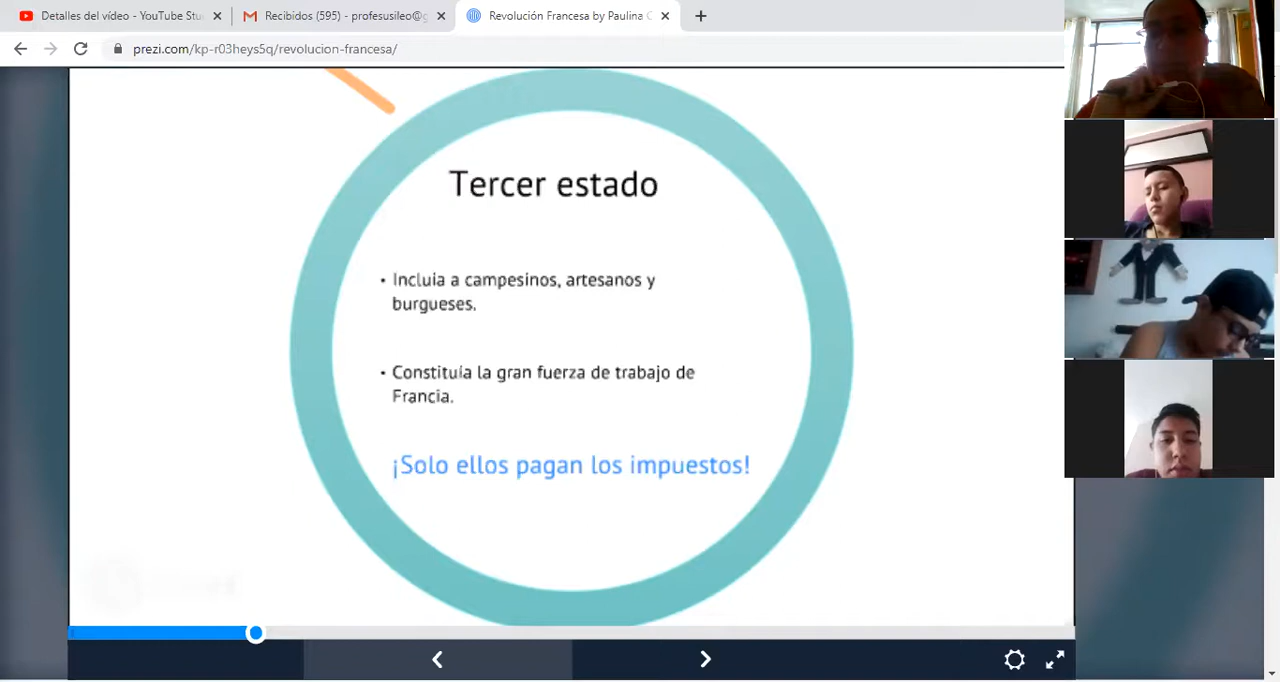 Detalles del vídeo - YouTube Stu
Recibidos (595) - profesusileo@g
Revolución Francesa by Paulina C
prezi.com/kp-r03heys5q/revolucion-francesa/
Tercer estado
• Incluia a campesinos, artesanos y
burgueses.
• Constituía la gran fuerza de trabajo de
Francia.
¡Solo ellos pagan los impuestos!